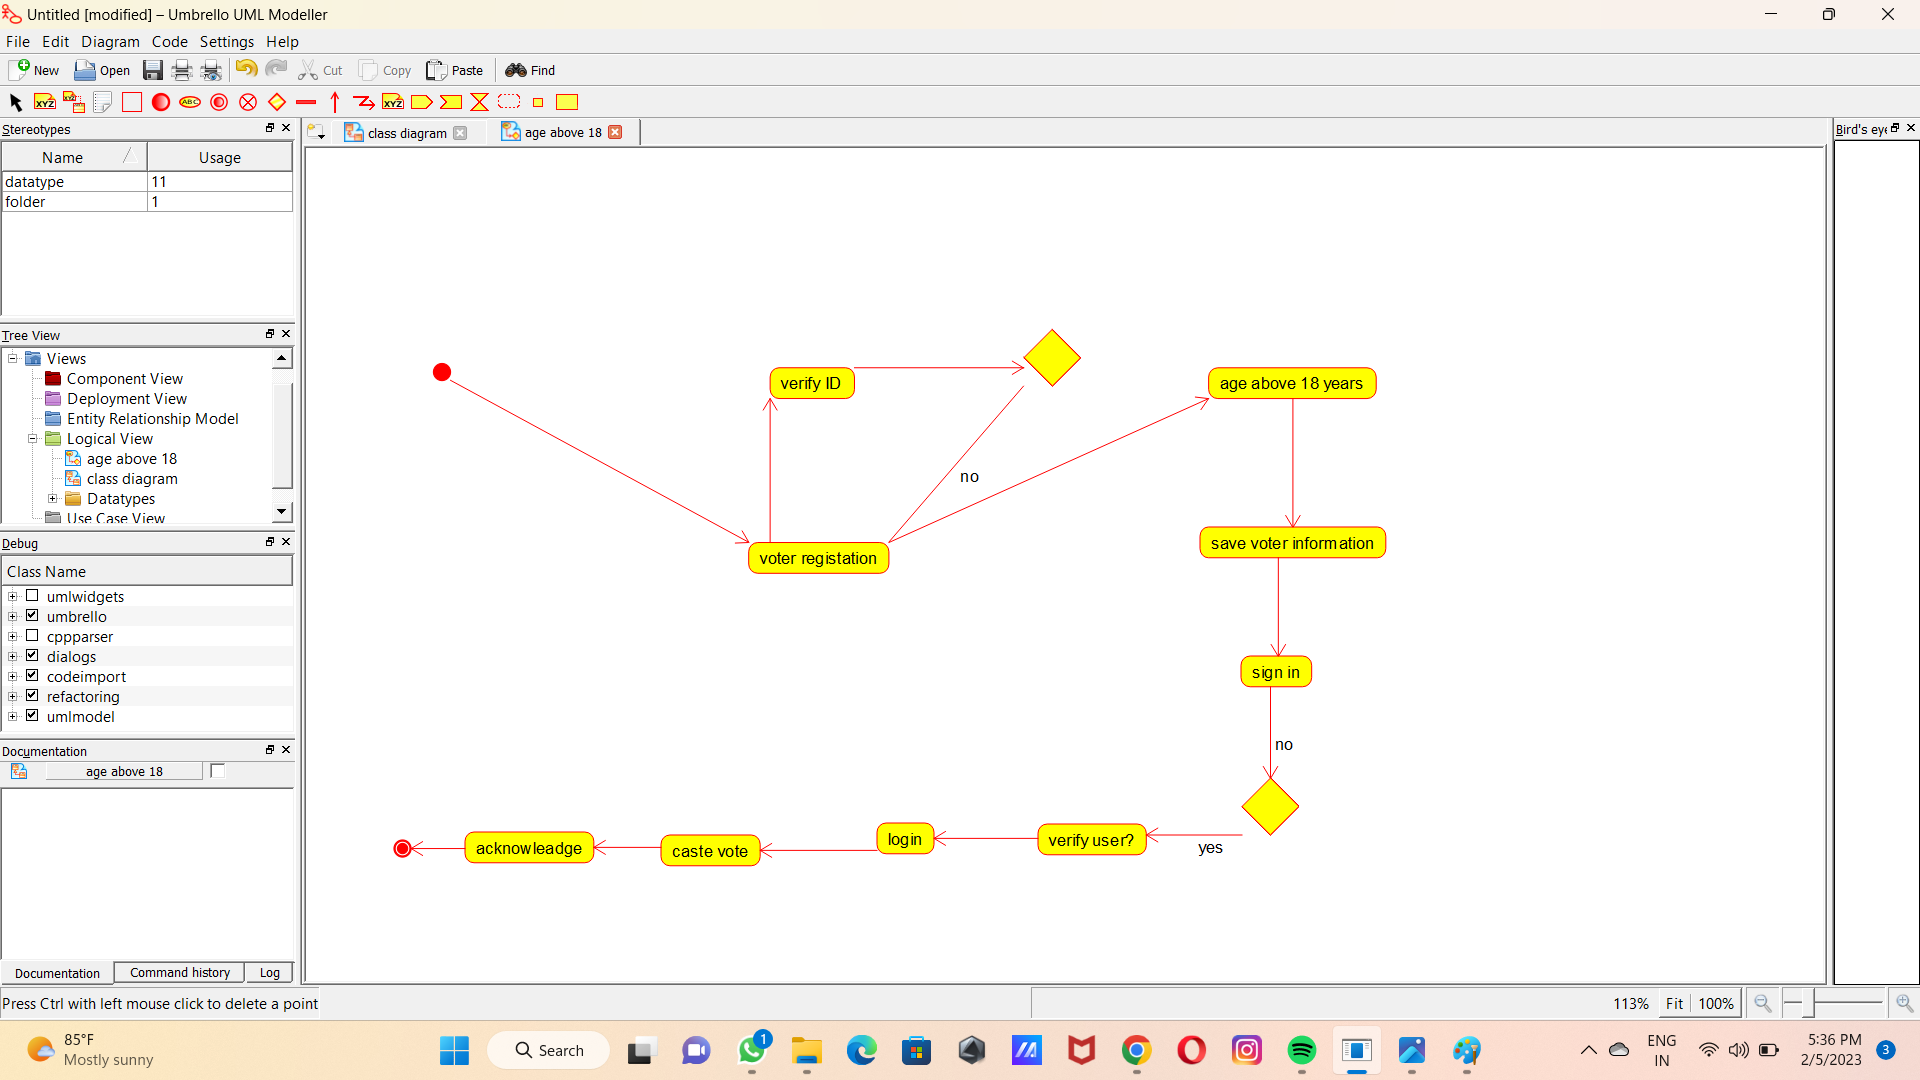 Untitled [modified] – Umbrello UML Modeller
File Edit Diagram Code Settings Help
New Open Cut Copy Paste Find
XYZ XYZ ABC XYZ
Stereotypes
Name Usage
datatype 11
folder 1
Tree View
Views
Component View
Deployment View
Entity Relationship Model
Logical View
age above 18
class diagram
Datatypes
Use Case View
Debug
Class Name
umlwidgets
umbrello
cppparser
dialogs
codeimport
refactoring
umlmodel
Documentation
age above 18
Documentation Command history Log
class diagram age above 18
Bird's eye
verify ID
age above 18 years
no
voter registation
save voter information
sign in
no
yes
verify user?
login
caste vote
acknowleadge
Press Ctrl with left mouse click to delete a point
113% Fit 100%
85°F
Mostly sunny
Search
1
ENG
IN
5:36 PM
2/5/2023
3